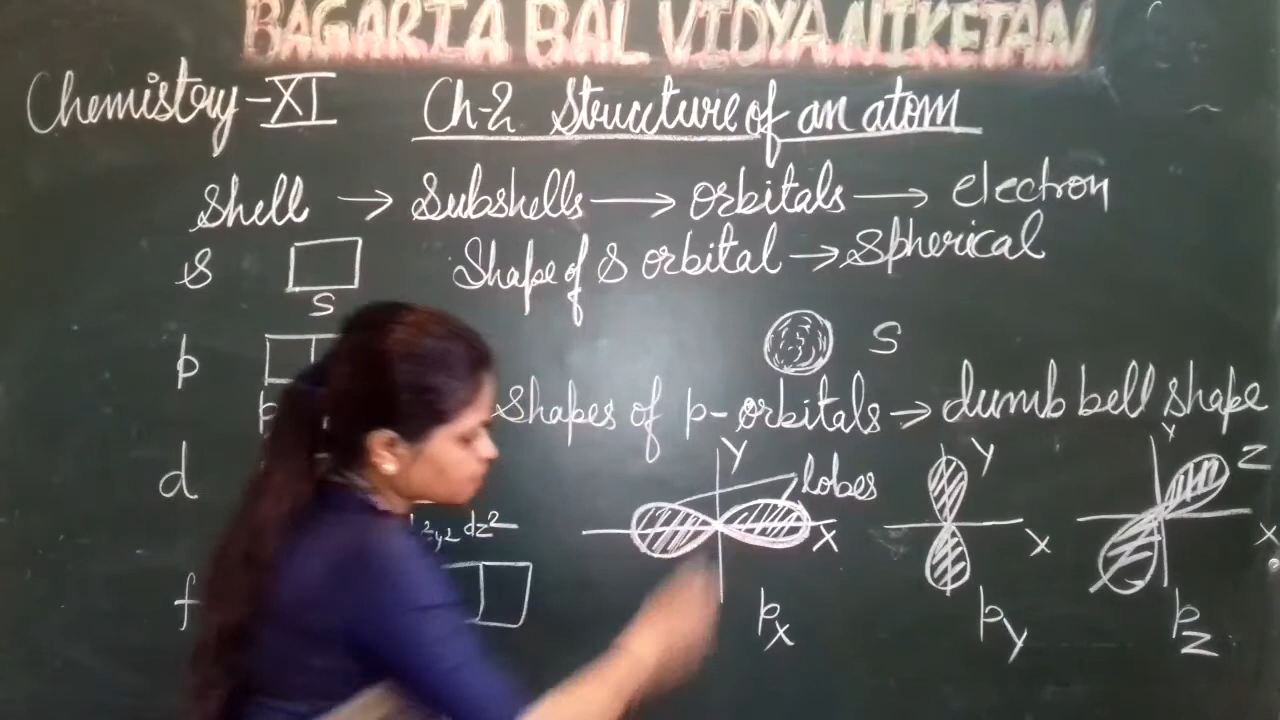 BAGARIA BAL VIDYA NIKETAN
Chemistry-XI Ch-2 Structure of an atom
Shell → Subshells → orbitals → electron
S Shape of S orbital → Spherical
S
S
p
p
Shapes of p-orbitals → dumb bell shape
d
Y lobes Y Y Z
dz²
X X X
f
px py pz